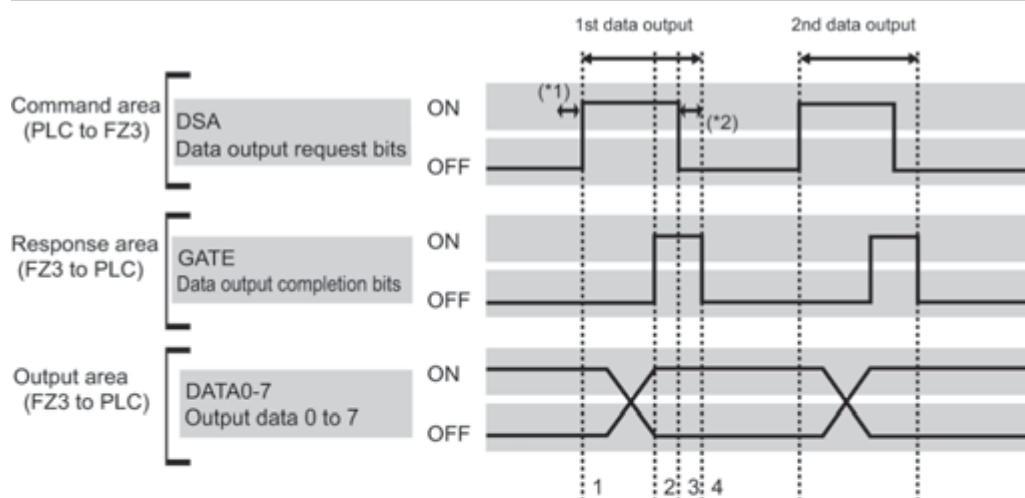 1st data output
2nd data output
Command area
(PLC to FZ3)
DSA
Data output request bits
ON
OFF
(*1)
(*2)
Response area
(FZ3 to PLC)
GATE
Data output completion bits
ON
OFF
Output area
(FZ3 to PLC)
DATA0-7
Output data 0 to 7
ON
OFF
1 2 3 4